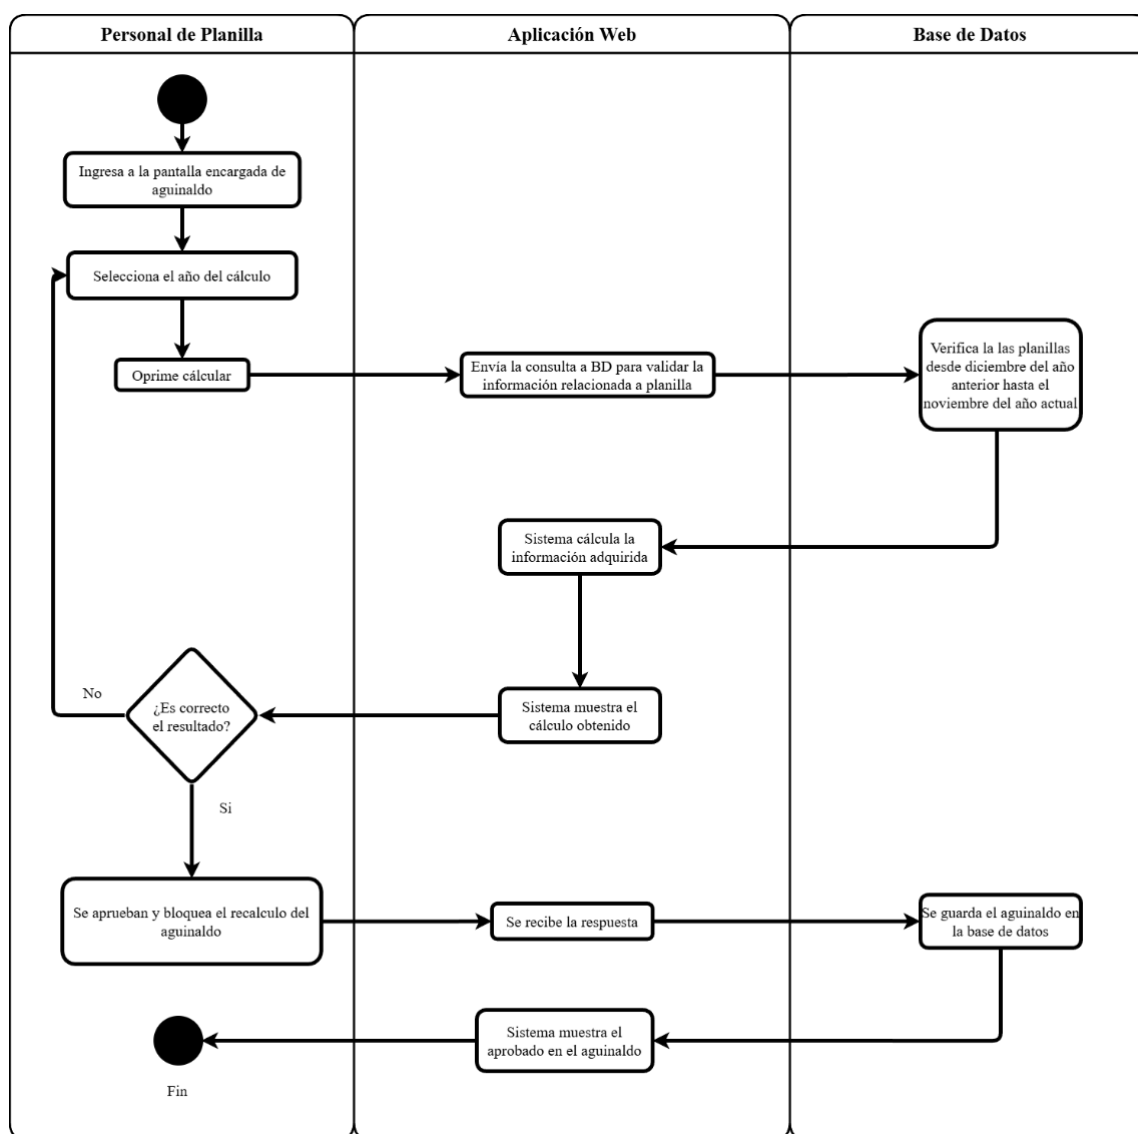 Personal de Planilla
Aplicación Web
Base de Datos
Ingresa a la pantalla encargada de
aguinaldo
Selecciona el año del cálculo
Oprime cálcular
Envía la consulta a BD para validar la
información relacionada a planilla
Verifica la las planillas
desde diciembre del año
anterior hasta el
noviembre del año actual
Sistema cálcula la
información adquirida
Sistema muestra el
cálculo obtenido
¿Es correcto
el resultado?
No
Si
Se aprueban y bloquea el recalculo del
aguinaldo
Se recibe la respuesta
Se guarda el aguinaldo en
la base de datos
Sistema muestra el
aprobado en el aguinaldo
Fin